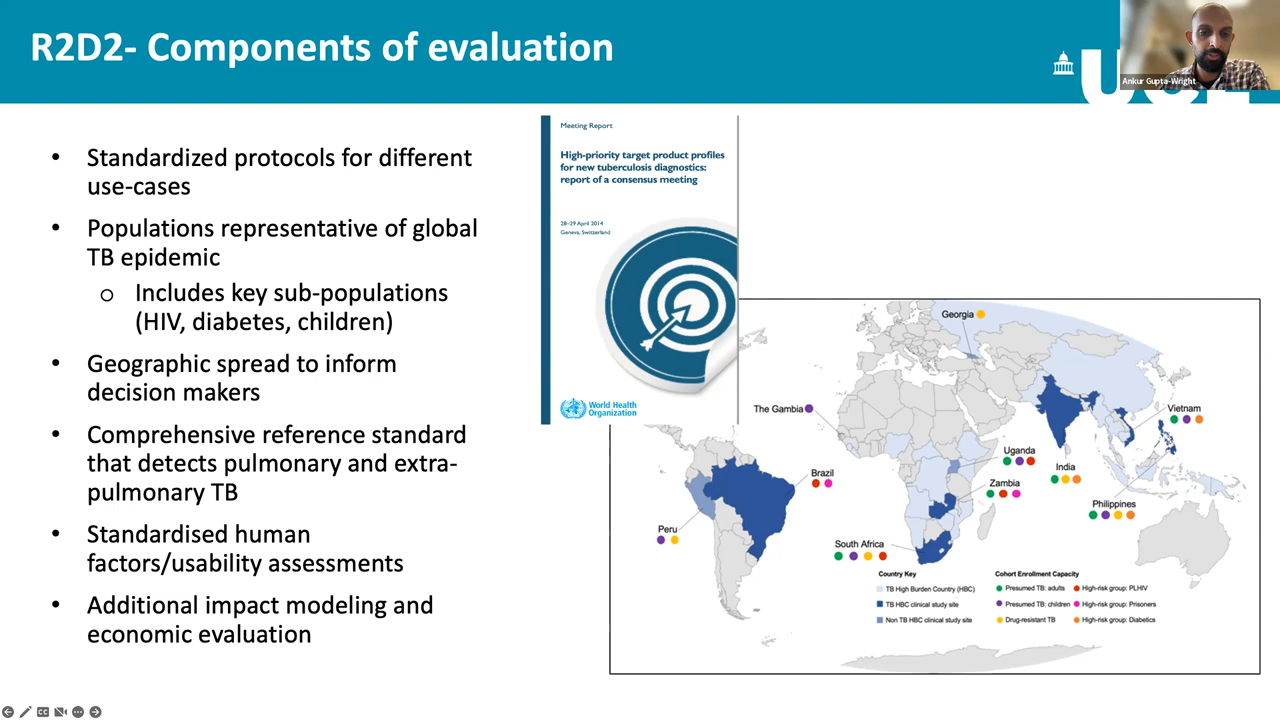 R2D2- Components of evaluation
Ankur Gupta-Wright
• Standardized protocols for different
use-cases
• Populations representative of global
TB epidemic
o Includes key sub-populations
(HIV, diabetes, children)
• Geographic spread to inform
decision makers
• Comprehensive reference standard
that detects pulmonary and extra-
pulmonary TB
• Standardised human
factors/usability assessments
• Additional impact modeling and
economic evaluation
Meeting Report
High-priority target product profiles
for new tuberculosis diagnostics:
report of a consensus meeting
28–29 April 2014
Geneva, Switzerland
World Health
Organization
Georgia
The Gambia
Vietnam
Uganda
India
Brazil
Zambia
Philippines
Peru
South Africa
Country Key
TB High Burden Country (HBC)
TB HBC clinical study site
Non TB HBC clinical study site
Cohort Enrollment Capacity
Presumed TB: adults
Presumed TB: children
Drug-resistant TB
High-risk group: PLHIV
High-risk group: Prisoners
High-risk group: Diabetics
CC